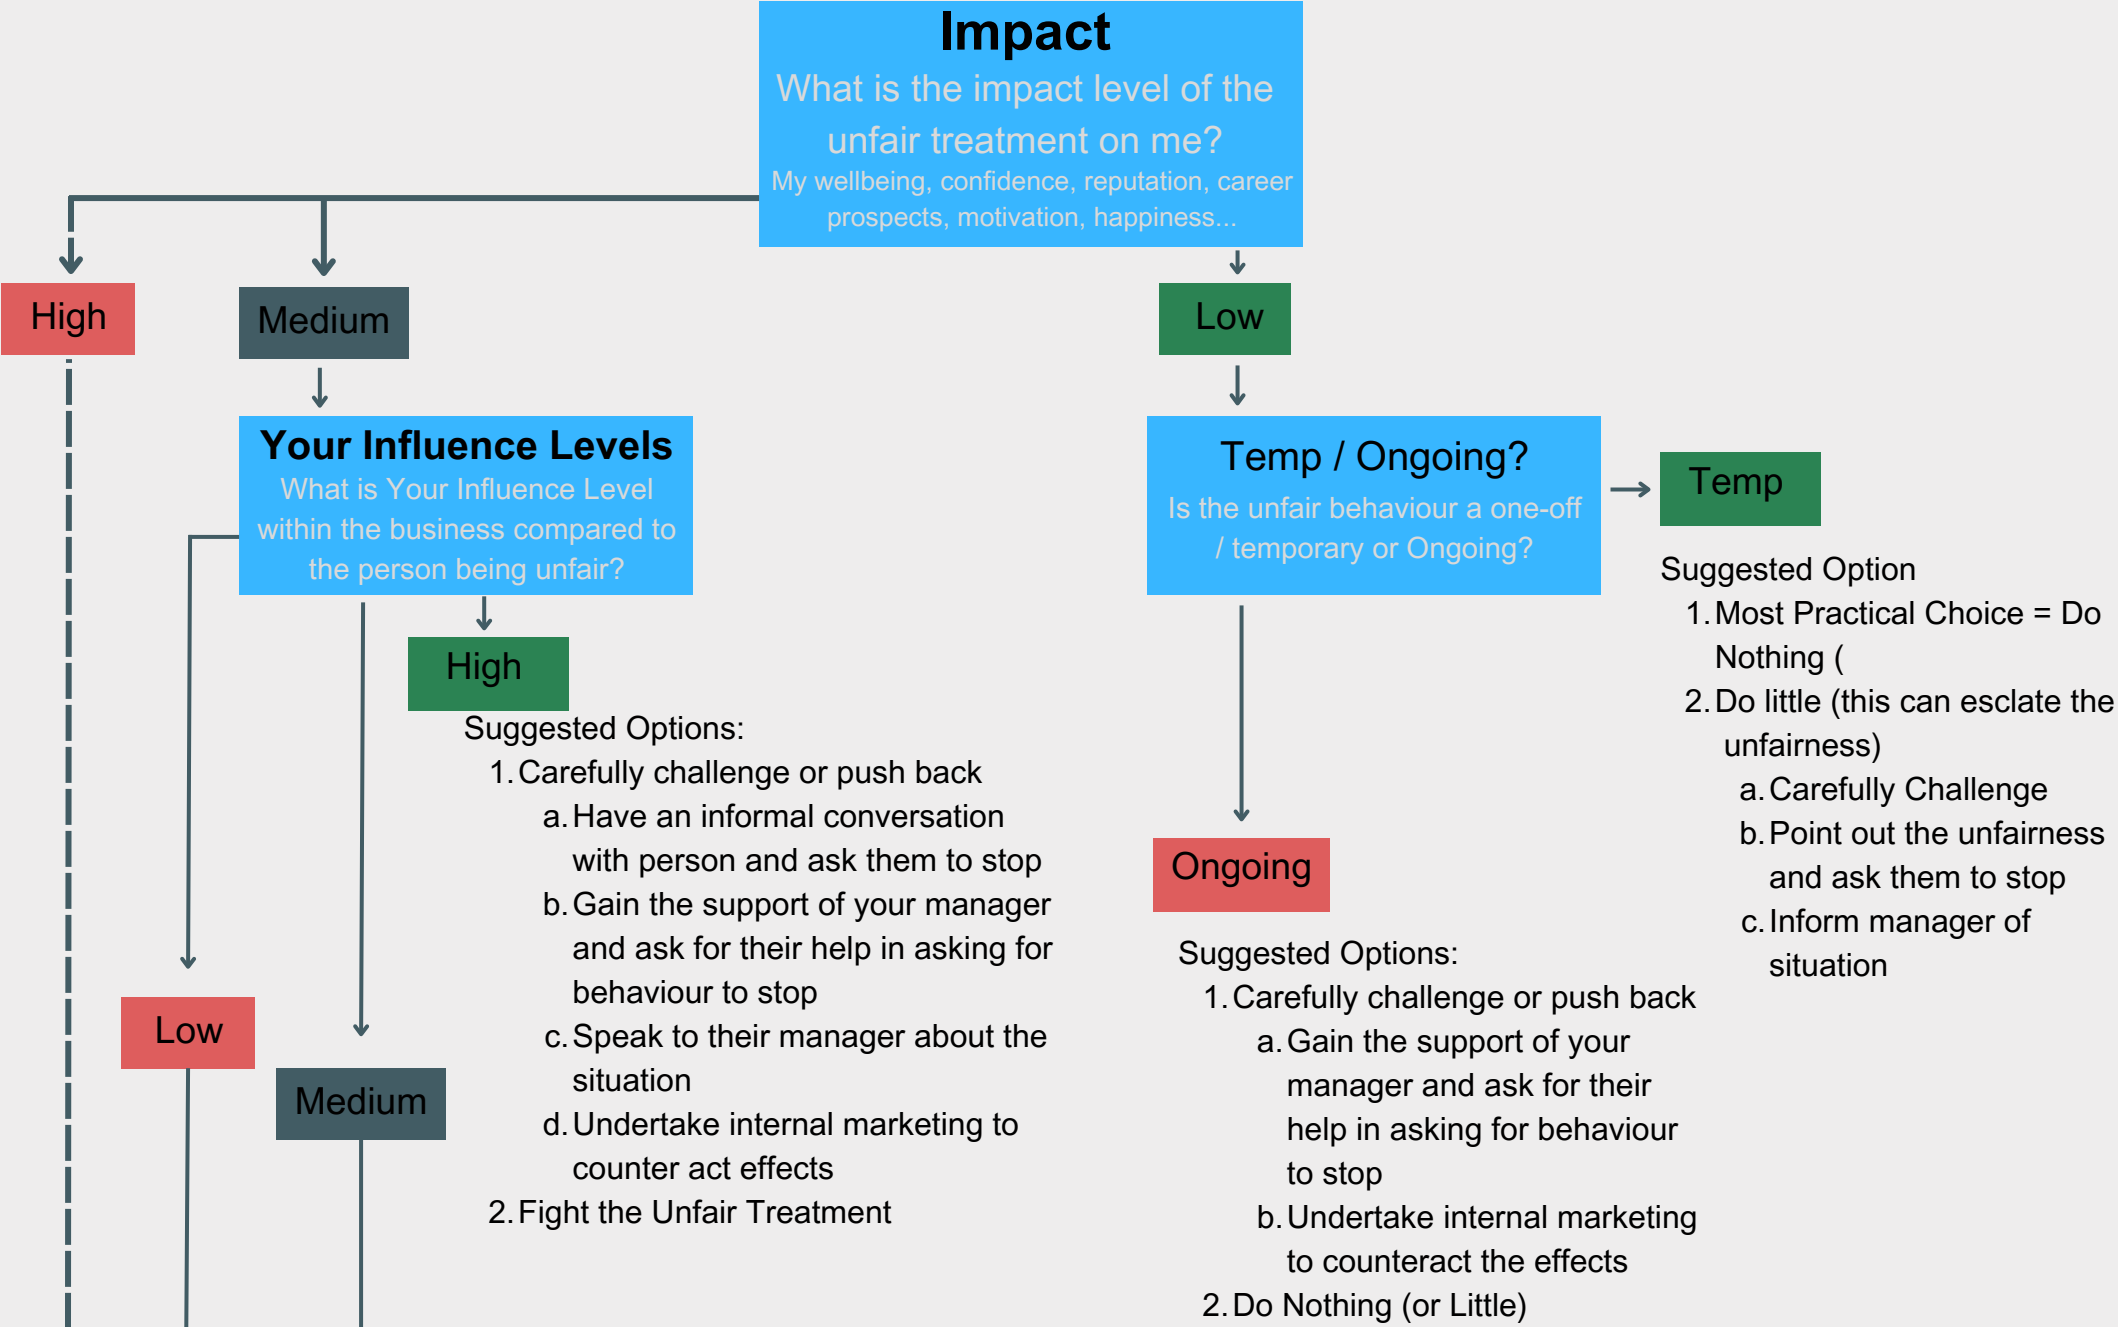 Impact
What is the impact level of the
unfair treatment on me?
My wellbeing, confidence, reputation, career
prospects, motivation, happiness...
High
Medium
Low
Your Influence Levels
What is Your Influence Level
within the business compared to
the person being unfair?
Temp / Ongoing?
Is the unfair behaviour a one-off
/ temporary or Ongoing?
Temp
Suggested Option
1. Most Practical Choice = Do
Nothing (
2. Do little (this can esclate the
unfairness)
a. Carefully Challenge
b. Point out the unfairness
and ask them to stop
c. Inform manager of
situation
High
Suggested Options:
1. Carefully challenge or push back
a. Have an informal conversation
with person and ask them to stop
b. Gain the support of your manager
and ask for their help in asking for
behaviour to stop
c. Speak to their manager about the
situation
d. Undertake internal marketing to
counter act effects
2. Fight the Unfair Treatment
Low
Medium
Ongoing
Suggested Options:
1. Carefully challenge or push back
a. Gain the support of your
manager and ask for their
help in asking for behaviour
to stop
b. Undertake internal marketing
to counteract the effects
2. Do Nothing (or Little)